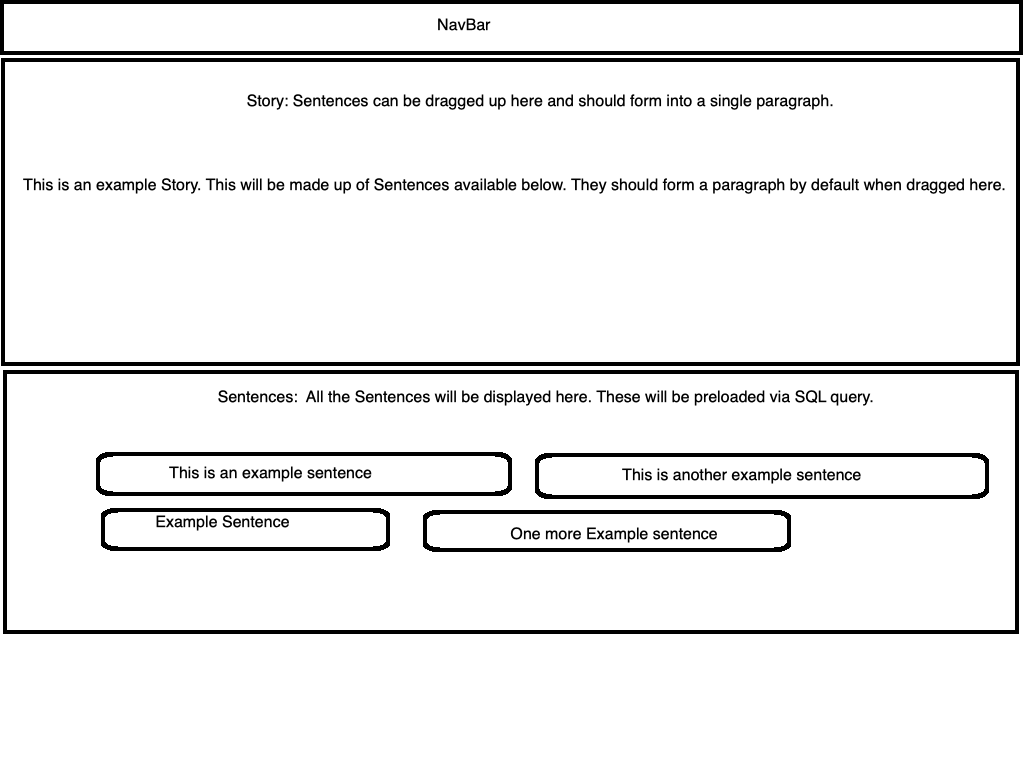 NavBar
Story: Sentences can be dragged up here and should form into a single paragraph.
This is an example Story. This will be made up of Sentences available below. They should form a paragraph by default when dragged here.
Sentences:  All the Sentences will be displayed here. These will be preloaded via SQL query.
This is an example sentence
This is another example sentence
Example Sentence
One more Example sentence